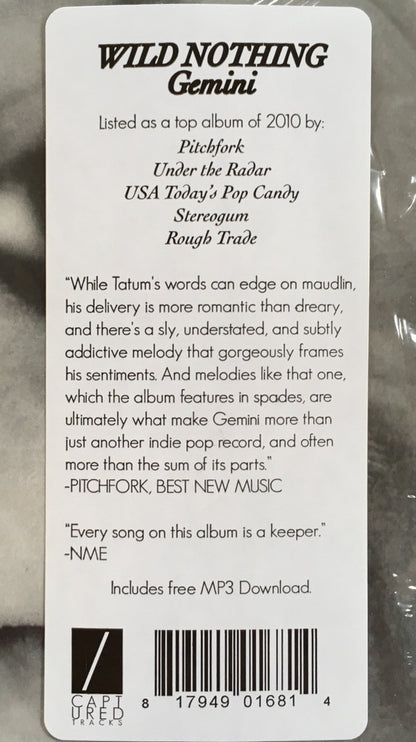 WILD NOTHING
Gemini
Listed as a top album of 2010 by:
Pitchfork
Under the Radar
USA Today's Pop Candy
Stereogum
Rough Trade
"While Tatum's words can edge on maudlin,
his delivery is more romantic than dreary,
and there's a sly, understated, and subtly
addictive melody that gorgeously frames
his sentiments. And melodies like that one,
which the album features in spades, are
ultimately what make Gemini more than
just another indie pop record, and often
more than the sum of its parts."
-PITCHFORK, BEST NEW MUSIC
"Every song on this album is a keeper."
-NME
Includes free MP3 Download.
CAPT
URED
TRACKS
8 17949 01681 4